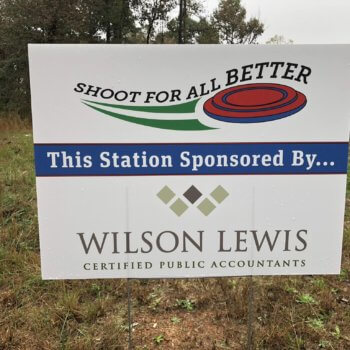 SHOOT FOR ALL BETTER
This Station Sponsored By...
WILSON LEWIS
CERTIFIED PUBLIC ACCOUNTANTS